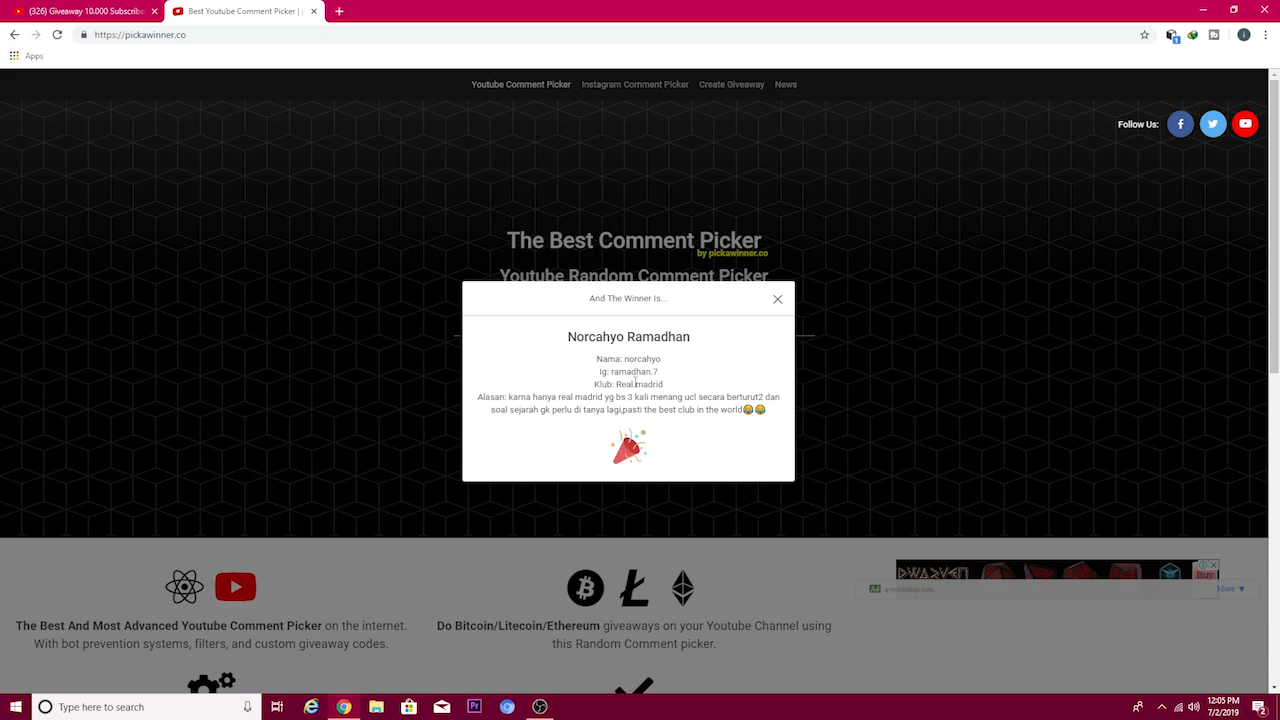 (326) Giveaway 10.000 Subscribe
Best Youtube Comment Picker |
https://pickawinner.co
Apps
Youtube Comment Picker Instagram Comment Picker Create Giveaway News
Follow Us:
The Best Comment Picker
by pickawinner.co
Youtube Random Comment Picker
And The Winner Is...
Norcahyo Ramadhan
Nama: norcahyo
Ig: ramadhan.7
Klub: Real madrid
Alasan: karna hanya real madrid yg bs 3 kali menang ucl secara berturut2 dan
soal sejarah gk perlu di tanya lagi,pasti the best club in the world😂😂
DWARVEN
Buy
Ad
More ▼
The Best And Most Advanced Youtube Comment Picker on the internet.
With bot prevention systems, filters, and custom giveaway codes.
Do Bitcoin/Litecoin/Ethereum giveaways on your Youtube Channel using
this Random Comment picker.
Type here to search
Pr
12:05 PM
7/2/2019
2